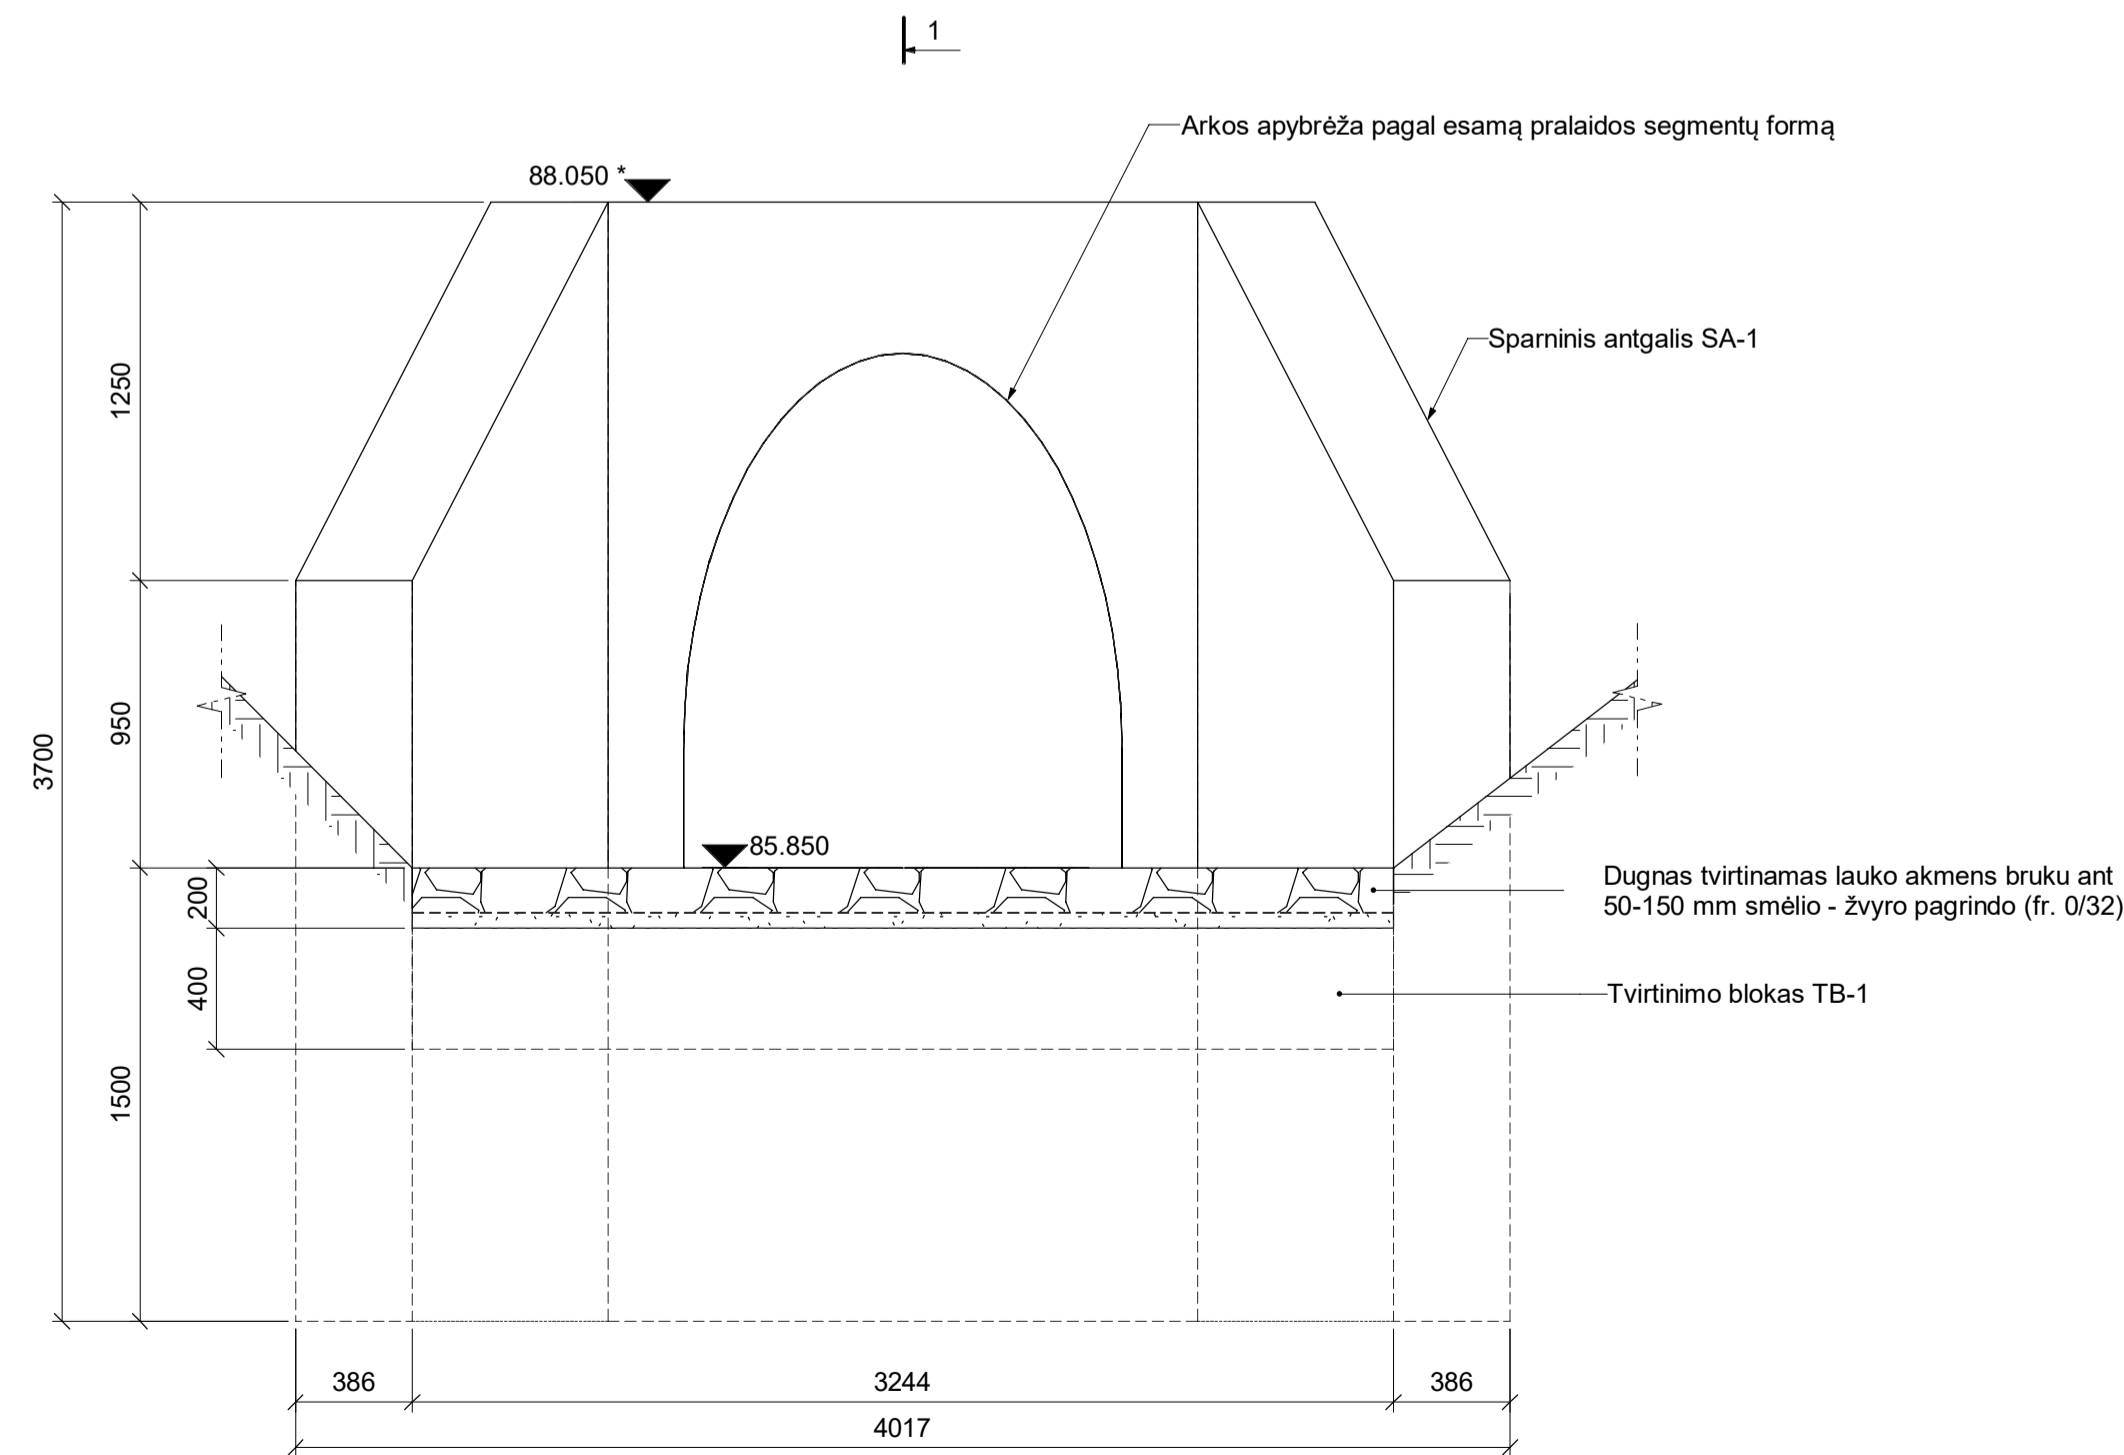 1
Arkos apybrėža pagal esamą pralaidos segmentų formą
88.050 *
Sparninis antgalis SA-1
1250
950
3700
85.850
200
Dugnas tvirtinamas lauko akmens bruku ant
50-150 mm smėlio - žvyro pagrindo (fr. 0/32)
400
Tvirtinimo blokas TB-1
1500
386
3244
386
4017